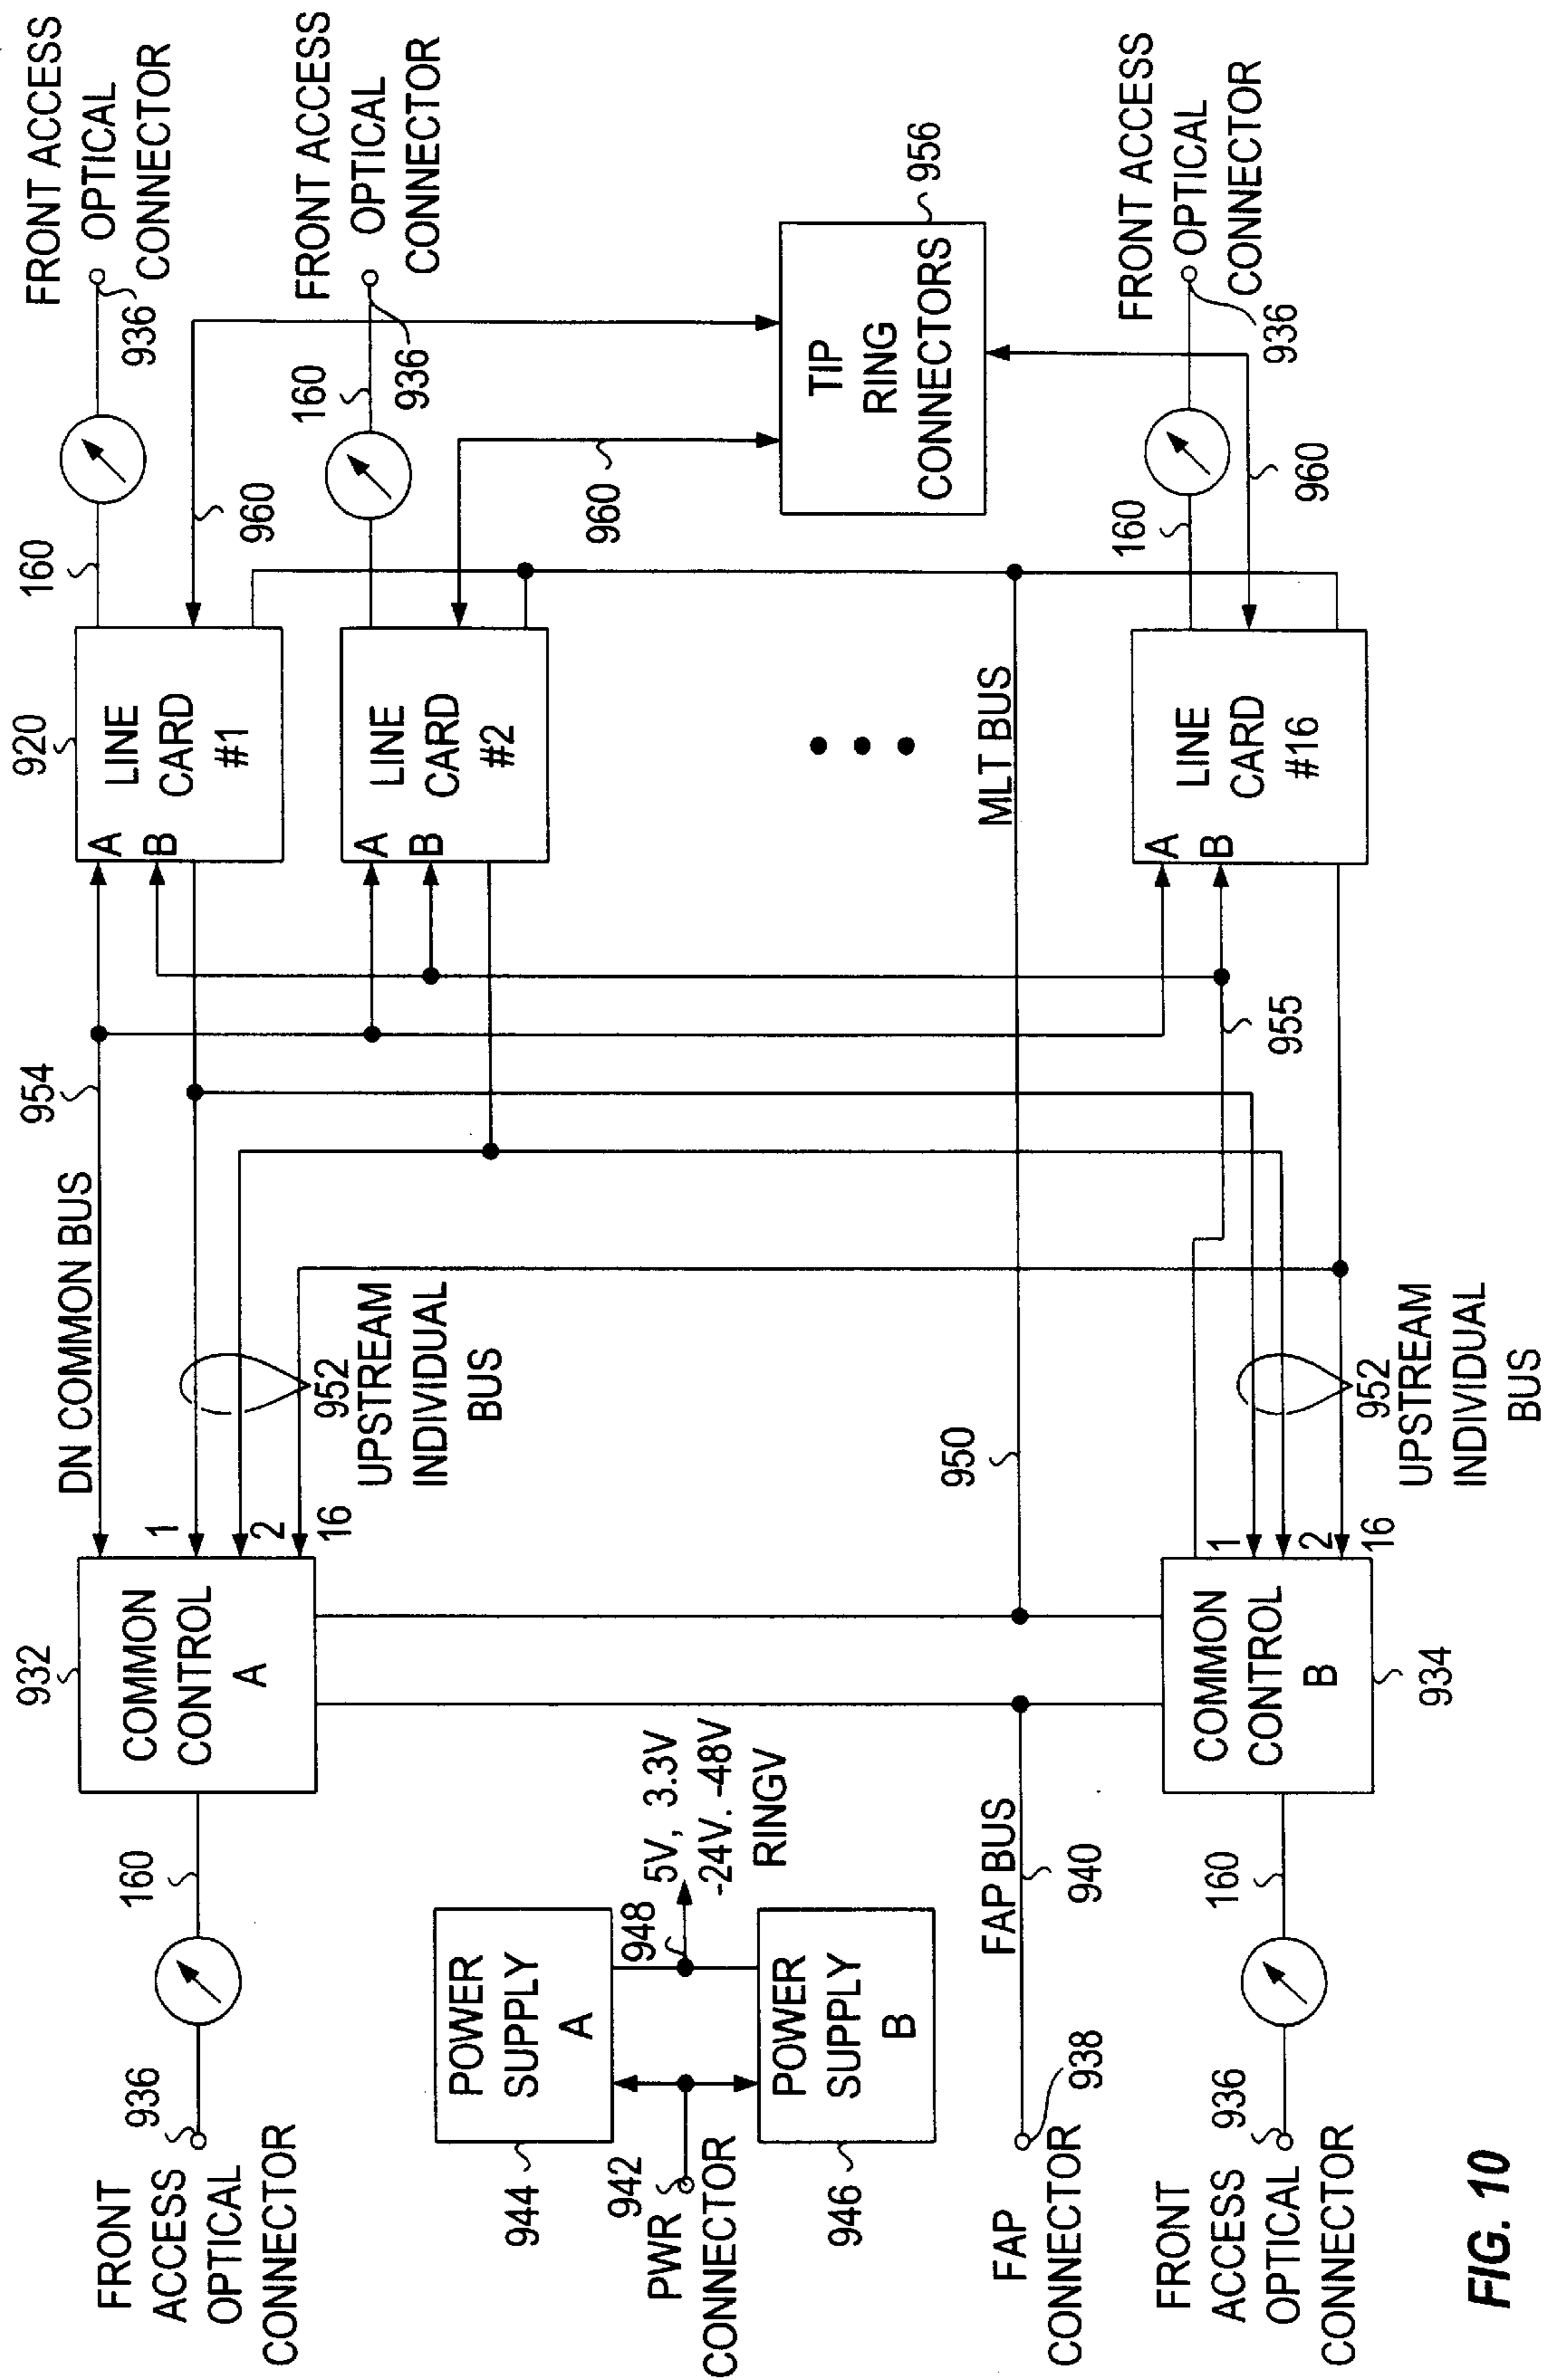 FRONT
ACCESS
OPTICAL
CONNECTOR
936
160
932
COMMON
CONTROL
A
DN COMMON BUS
954
1
2
16
952
UPSTREAM
INDIVIDUAL
BUS
920
A
B
LINE
CARD
#1
160
936
FRONT ACCESS
OPTICAL
CONNECTOR
960
A
B
LINE
CARD
#2
160
936
FRONT ACCESS
OPTICAL
CONNECTOR
960
944
POWER
SUPPLY
A
942
PWR
CONNECTOR
948
5V, 3.3V
-24V. -48V
RINGV
946
POWER
SUPPLY
B
TIP
RING
CONNECTORS
956
FAP
CONNECTOR
938
FAP BUS
940
950
MLT BUS
FRONT
ACCESS
OPTICAL
CONNECTOR
936
160
COMMON
CONTROL
B
934
1
2
16
952
UPSTREAM
INDIVIDUAL
BUS
955
A
B
LINE
CARD
#16
160
960
936
FRONT ACCESS
OPTICAL
CONNECTOR
FIG. 10